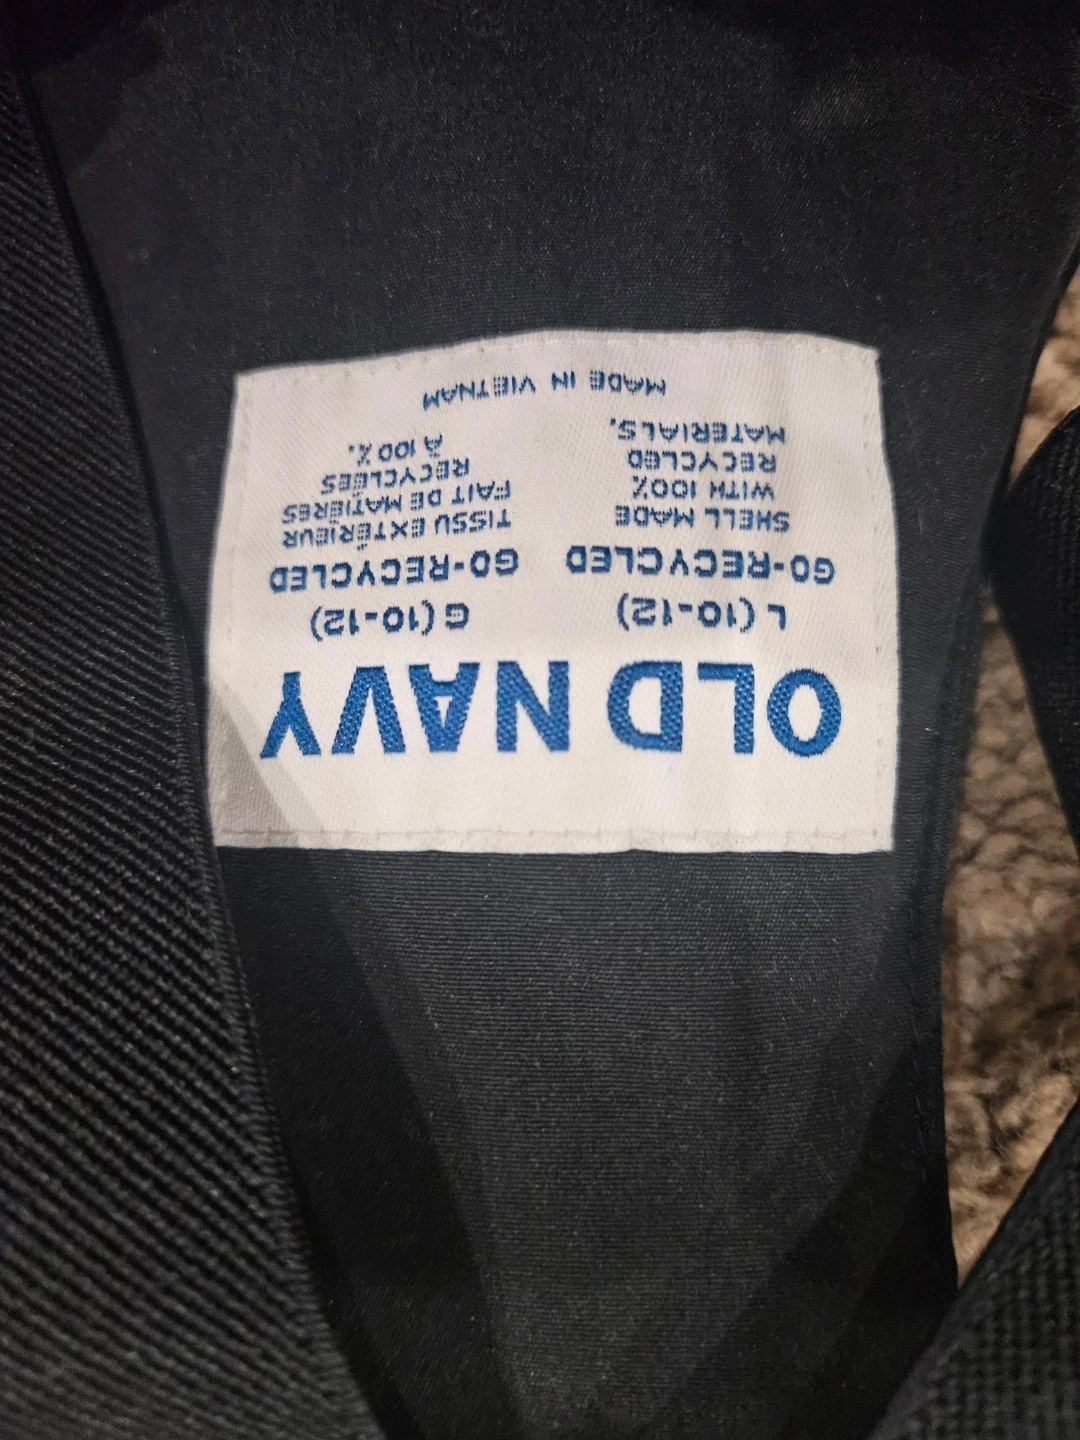 OLD NAVY
L (10-12)
GO-RECYCLED
SHELL MADE
WITH 100%
RECYCLED
MATERIALS.
G (10-12)
GO-RECYCLED
TISSU EXTÉRIEUR
FAIT DE MATIÈRES
RECYCLÉES
À 100 %.
MADE IN VIETNAM